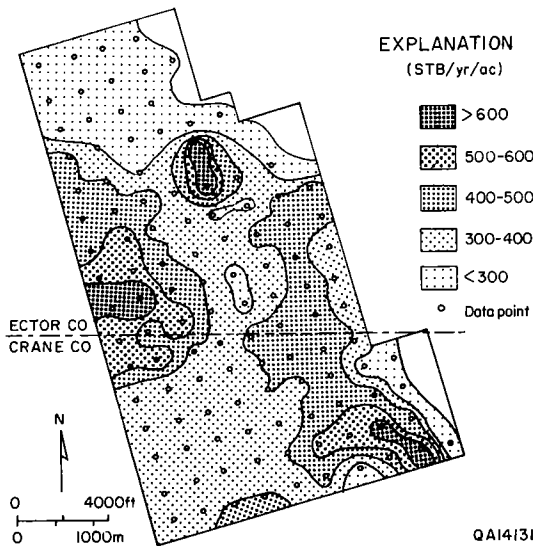 EXPLANATION
(STB/yr/ac)
>600
500-600
400-500
300-400
<300
Data point
ECTOR CO
CRANE CO
N
0 4000ft
0 1000m
QA14131